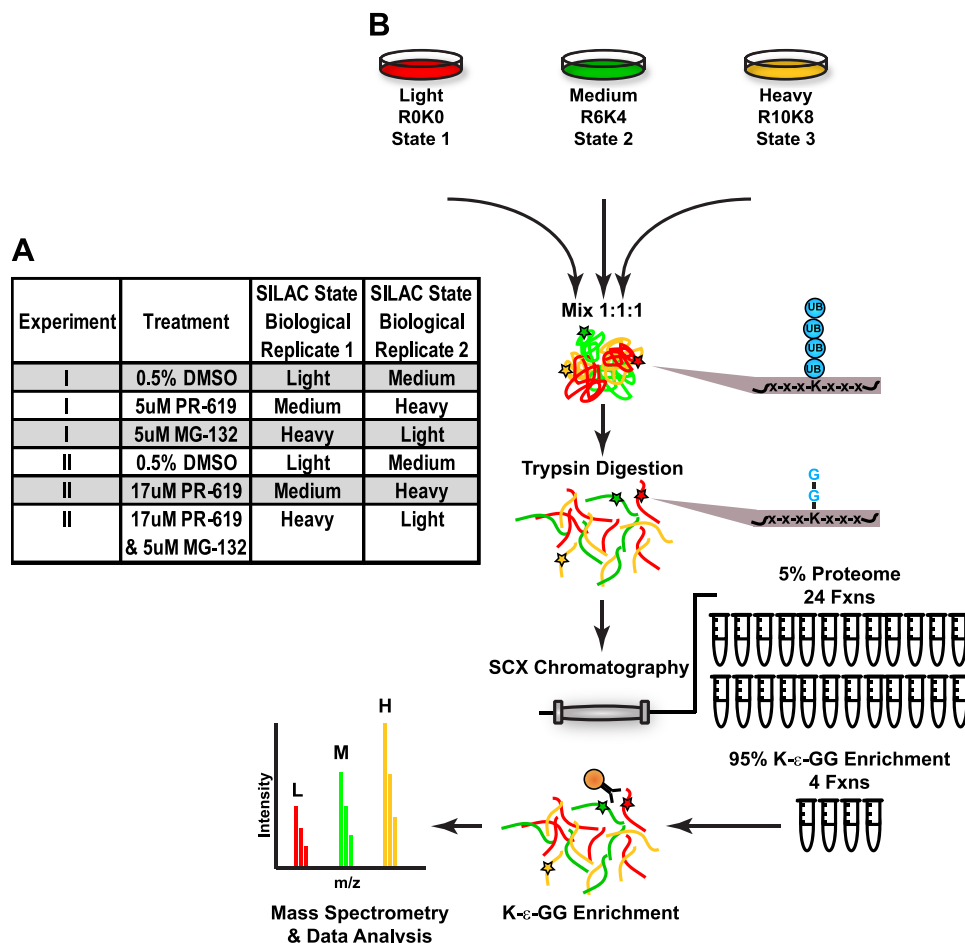 B
Light
R0K0
State 1
Medium
R6K4
State 2
Heavy
R10K8
State 3
A
Experiment
Treatment
SILAC State
Biological
Replicate 1
SILAC State
Biological
Replicate 2
I
0.5% DMSO
Light
Medium
I
5uM PR-619
Medium
Heavy
I
5uM MG-132
Heavy
Light
II
0.5% DMSO
Light
Medium
II
17uM PR-619
Medium
Heavy
II
17uM PR-619
& 5uM MG-132
Heavy
Light
Mix 1:1:1
UB
UB
UB
UB
x-x-x-K-x-x-x
Trypsin Digestion
G
G
x-x-x-K-x-x-x
5% Proteome
24 Fxns
SCX Chromatography
95% K-ε-GG Enrichment
4 Fxns
K-ε-GG Enrichment
Intensity
L
M
H
m/z
Mass Spectrometry
& Data Analysis